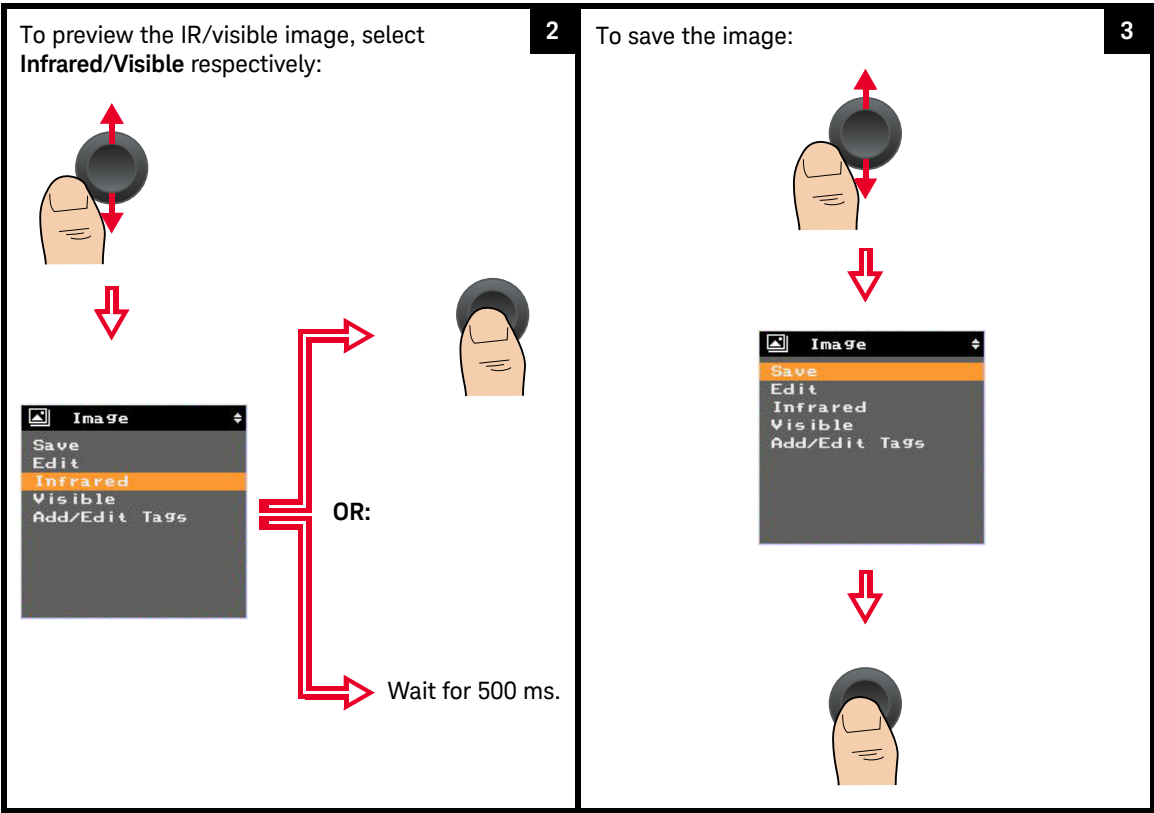 To preview the IR/visible image, select
Infrared/Visible respectively:
2
Image
Save
Edit
Infrared
Visible
Add/Edit Tags
OR:
Wait for 500 ms.
To save the image:
3
Image
Save
Edit
Infrared
Visible
Add/Edit Tags